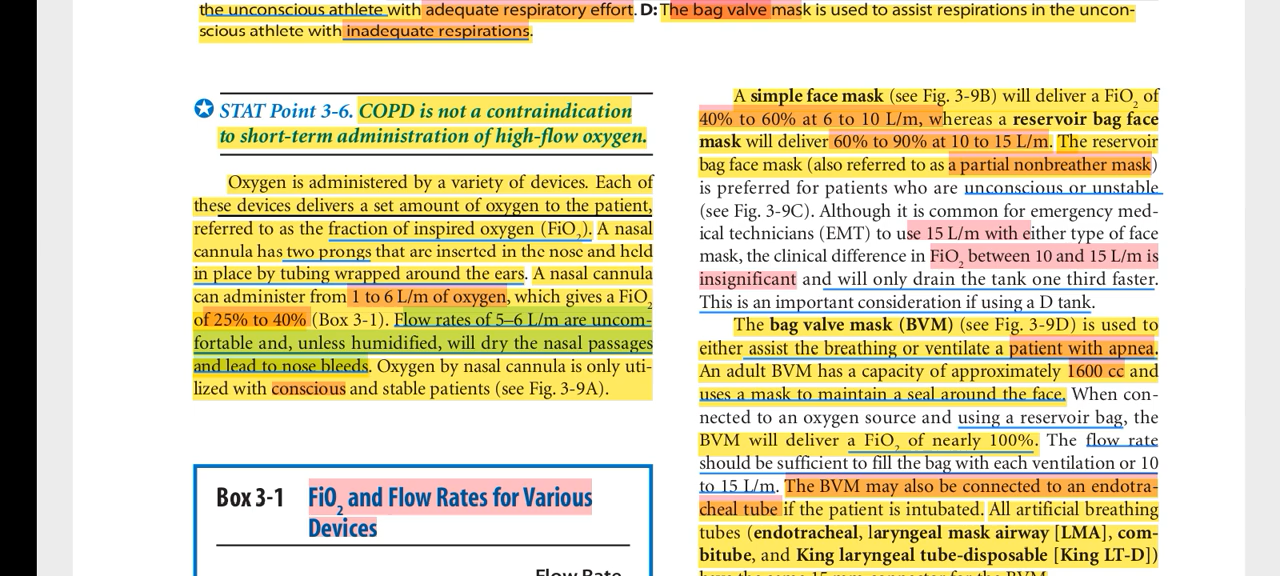 the unconscious athlete with adequate respiratory effort. D: The bag valve mask is used to assist respirations in the uncon-
scious athlete with inadequate respirations.
STAT Point 3-6. COPD is not a contraindication
to short-term administration of high-flow oxygen.
Oxygen is administered by a variety of devices. Each of
these devices delivers a set amount of oxygen to the patient,
referred to as the fraction of inspired oxygen (FiO₂). A nasal
cannula has two prongs that are inserted in the nose and held
in place by tubing wrapped around the ears. A nasal cannula
can administer from 1 to 6 L/m of oxygen, which gives a FiO₂
of 25% to 40% (Box 3-1). Flow rates of 5–6 L/m are uncom-
fortable and, unless humidified, will dry the nasal passages
and lead to nose bleeds. Oxygen by nasal cannula is only uti-
lized with conscious and stable patients (see Fig. 3-9A).
Box 3-1 FiO₂ and Flow Rates for Various
Devices
Flow Rate
A simple face mask (see Fig. 3-9B) will deliver a FiO₂ of
40% to 60% at 6 to 10 L/m, whereas a reservoir bag face
mask will deliver 60% to 90% at 10 to 15 L/m. The reservoir
bag face mask (also referred to as a partial nonbreather mask)
is preferred for patients who are unconscious or unstable
(see Fig. 3-9C). Although it is common for emergency med-
ical technicians (EMT) to use 15 L/m with either type of face
mask, the clinical difference in FiO₂ between 10 and 15 L/m is
insignificant and will only drain the tank one third faster.
This is an important consideration if using a D tank.
The bag valve mask (BVM) (see Fig. 3-9D) is used to
either assist the breathing or ventilate a patient with apnea.
An adult BVM has a capacity of approximately 1600 cc and
uses a mask to maintain a seal around the face. When con-
nected to an oxygen source and using a reservoir bag, the
BVM will deliver a FiO₂ of nearly 100%. The flow rate
should be sufficient to fill the bag with each ventilation or 10
to 15 L/m. The BVM may also be connected to an endotra-
cheal tube if the patient is intubated. All artificial breathing
tubes (endotracheal, laryngeal mask airway [LMA], com-
bitube, and King laryngeal tube-disposable [King LT-D])
have the same 15 mm connector for the BVM.